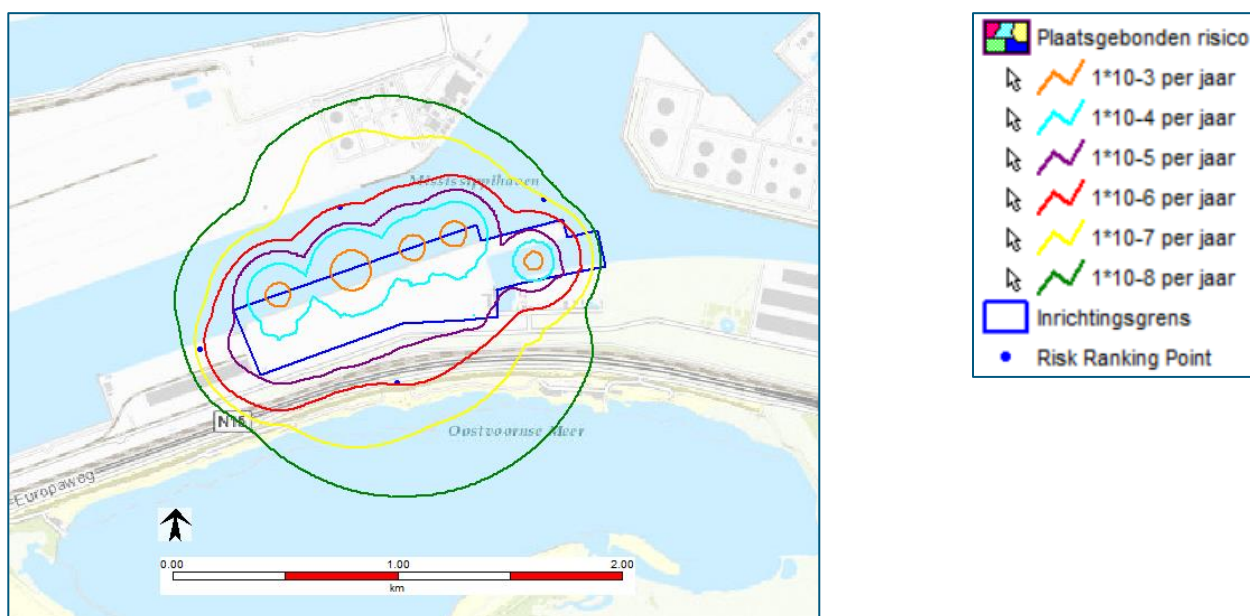 Mississippihaven
Oostvoornse Meer
N15
Europaweg
0.00 1.00 2.00
km
Plaatsgebonden risico
1*10-3 per jaar
1*10-4 per jaar
1*10-5 per jaar
1*10-6 per jaar
1*10-7 per jaar
1*10-8 per jaar
Inrichtingsgrens
Risk Ranking Point